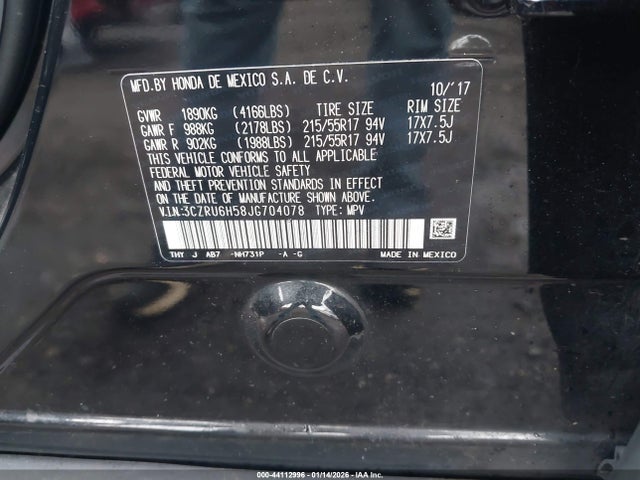 MFD.BY HONDA DE MEXICO S.A. DE C.V. 10/'17
GVWR 1890KG (4166LBS) TIRE SIZE RIM SIZE
GAWR F 988KG (2178LBS) 215/55R17 94V 17X7.5J
GAWR R 902KG (1988LBS) 215/55R17 94V 17X7.5J
THIS VEHICLE CONFORMS TO ALL APPLICABLE
FEDERAL MOTOR VEHICLE SAFETY
AND THEFT PREVENTION STANDARDS IN EFFECT
ON THE DATE OF MANUFACTURE SHOWN ABOVE.
V.I.N:3CZRU6H58JG704078 TYPE: MPV
THY J AB7 -NH731P -A -G MADE IN MEXICO
000-44112996 - 01/14/2026 - IAAI.COM